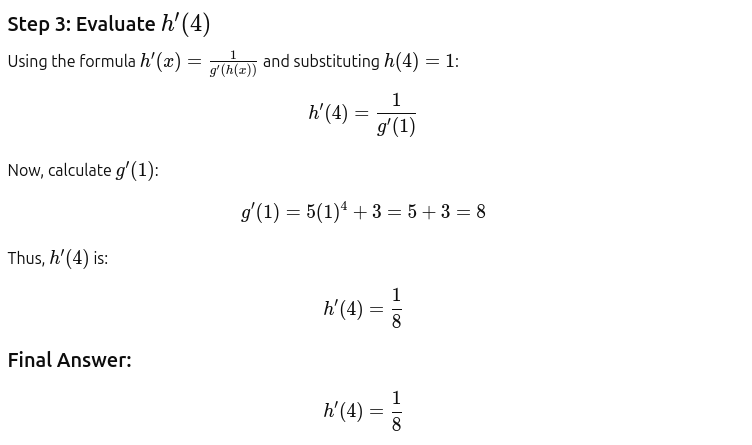 Step 3: Evaluate h′(4)
Using the formula h′(x) = 1/g′(h(x)) and substituting h(4) = 1:
h′(4) = 1/g′(1)
Now, calculate g′(1):
g′(1) = 5(1)⁴ + 3 = 5 + 3 = 8
Thus, h′(4) is:
h′(4) = 1/8
Final Answer:
h′(4) = 1/8